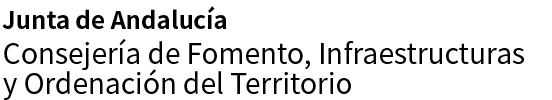 Junta de Andalucía
Consejería de Fomento, Infraestructuras
y Ordenación del Territorio